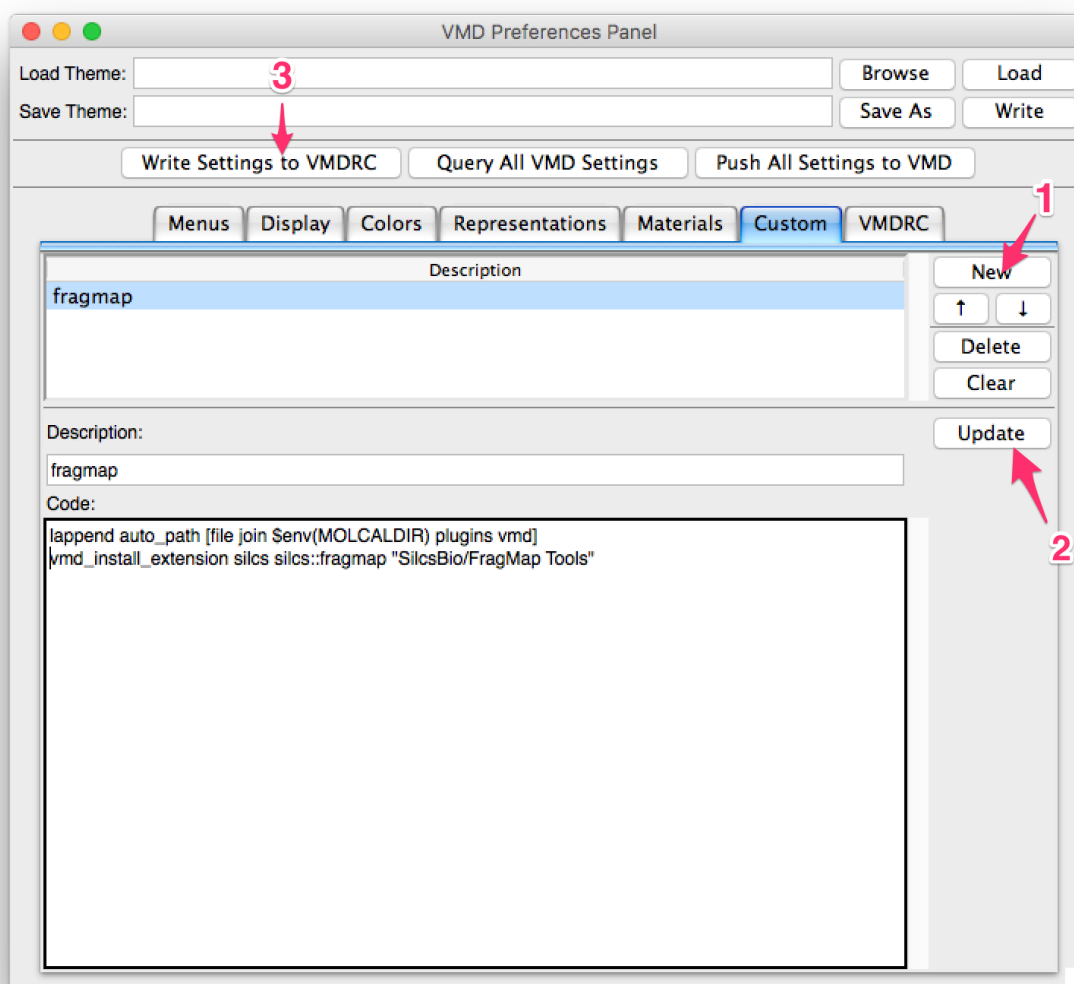 VMD Preferences Panel
Load Theme: Browse Load
3
Save Theme: Save As Write
Write Settings to VMDRC Query All VMD Settings Push All Settings to VMD
1
Menus Display Colors Representations Materials Custom VMDRC
Description New
fragmap
↑ ↓
Delete
Clear
Description: Update
fragmap
Code:
lappend auto_path [file join $env(MOLCALDIR) plugins vmd]
2
vmd_install_extension silcs silcs::fragmap "SilcsBio/FragMap Tools"